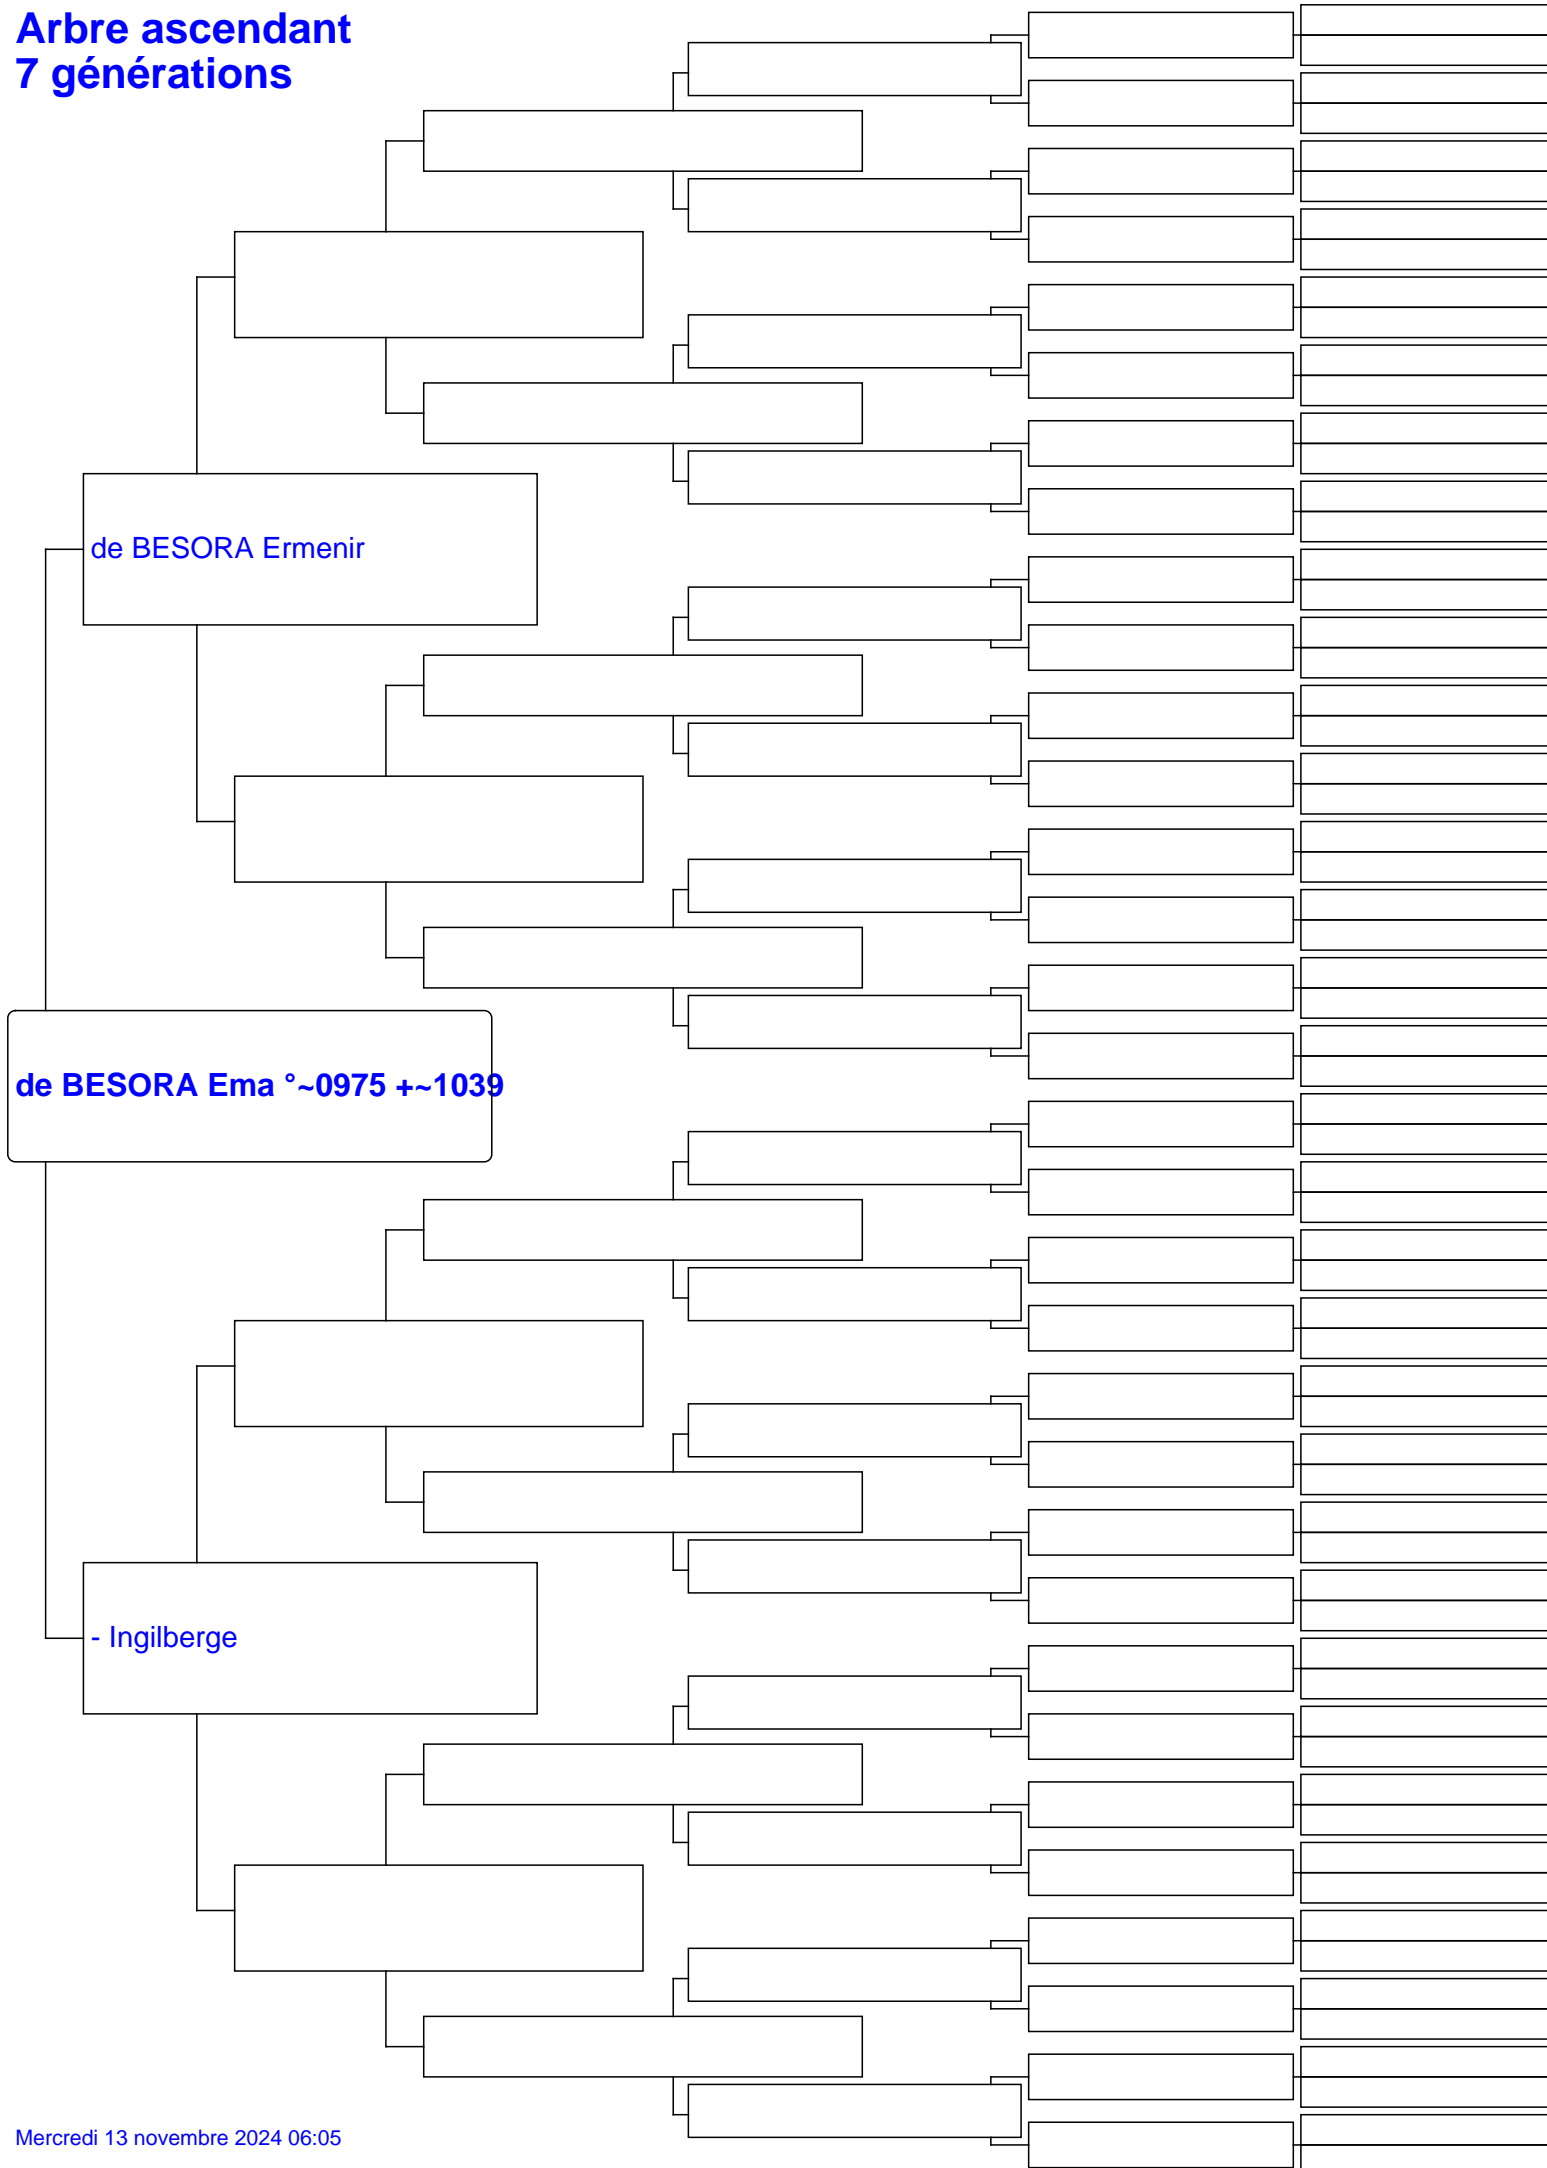 Arbre ascendant
7 générations
de BESORA Ermenir
de BESORA Ema °~0975 +~1039
- Ingilberge
Mercredi 13 novembre 2024 06:05